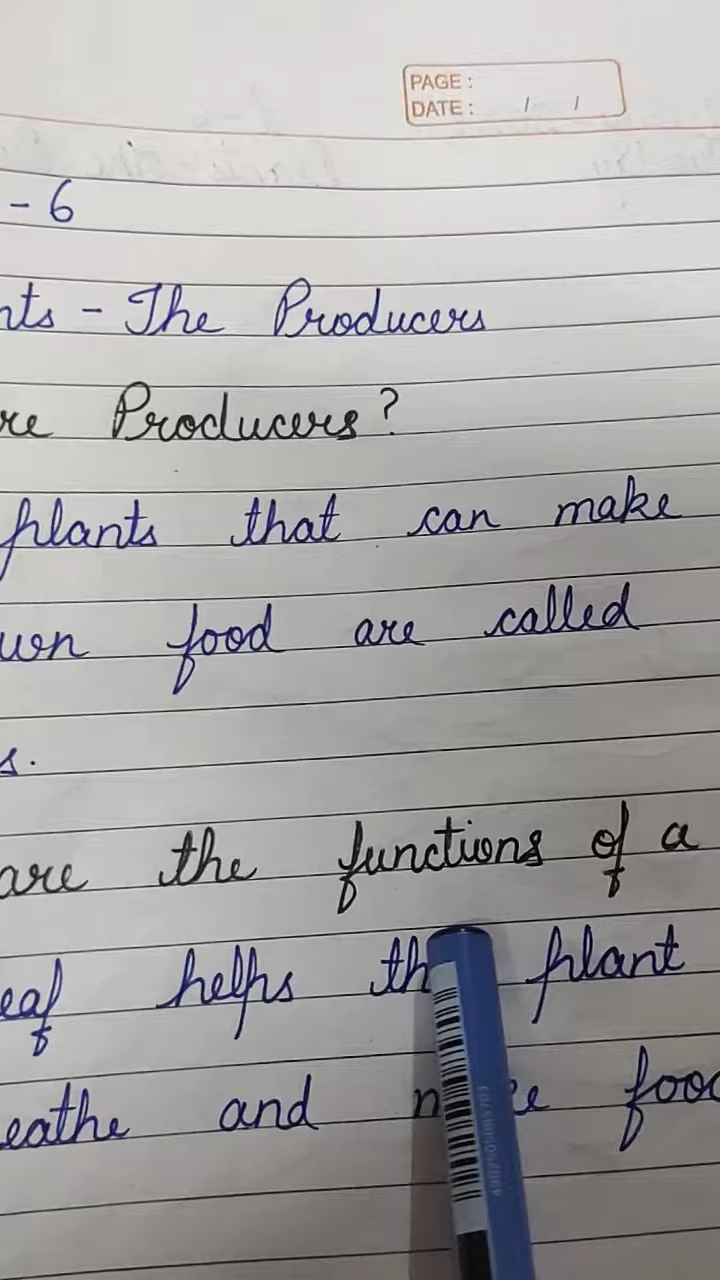 PAGE :
DATE : / /
- 6
nts - The Producers
re Producers?
plants that can make
wn food are called
s.
are the functions of a
eaf helps th plant
eathe and food